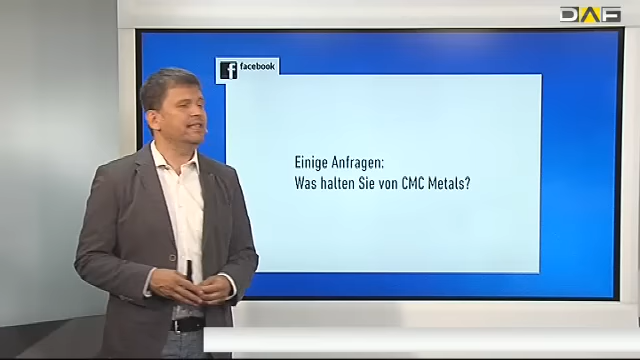 DAF
facebook
Einige Anfragen:
Was halten Sie von CMC Metals?